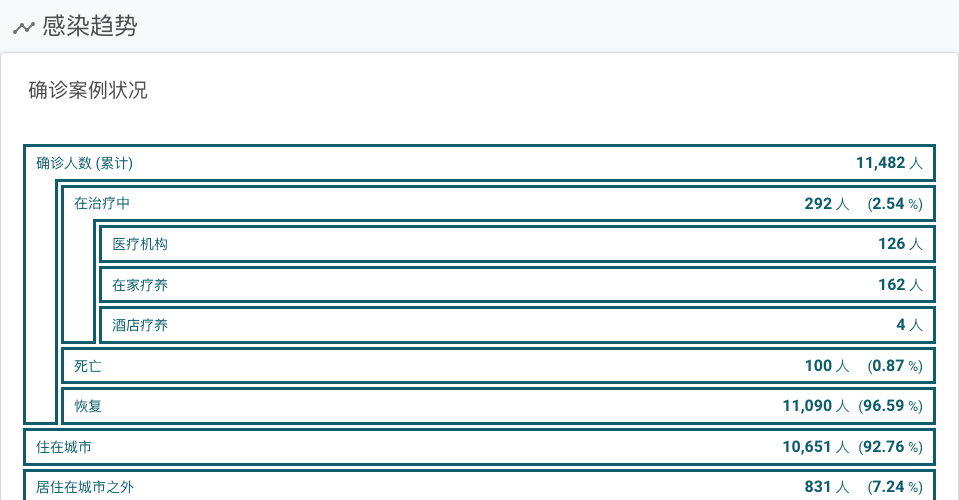 感染趋势
确诊案例状况
确诊人数 (累计) 11,482 人
在治疗中 292 人 (2.54 %)
医疗机构 126 人
在家疗养 162 人
酒店疗养 4 人
死亡 100 人 (0.87 %)
恢复 11,090 人 (96.59 %)
住在城市 10,651 人 (92.76 %)
居住在城市之外 831 人 (7.24 %)